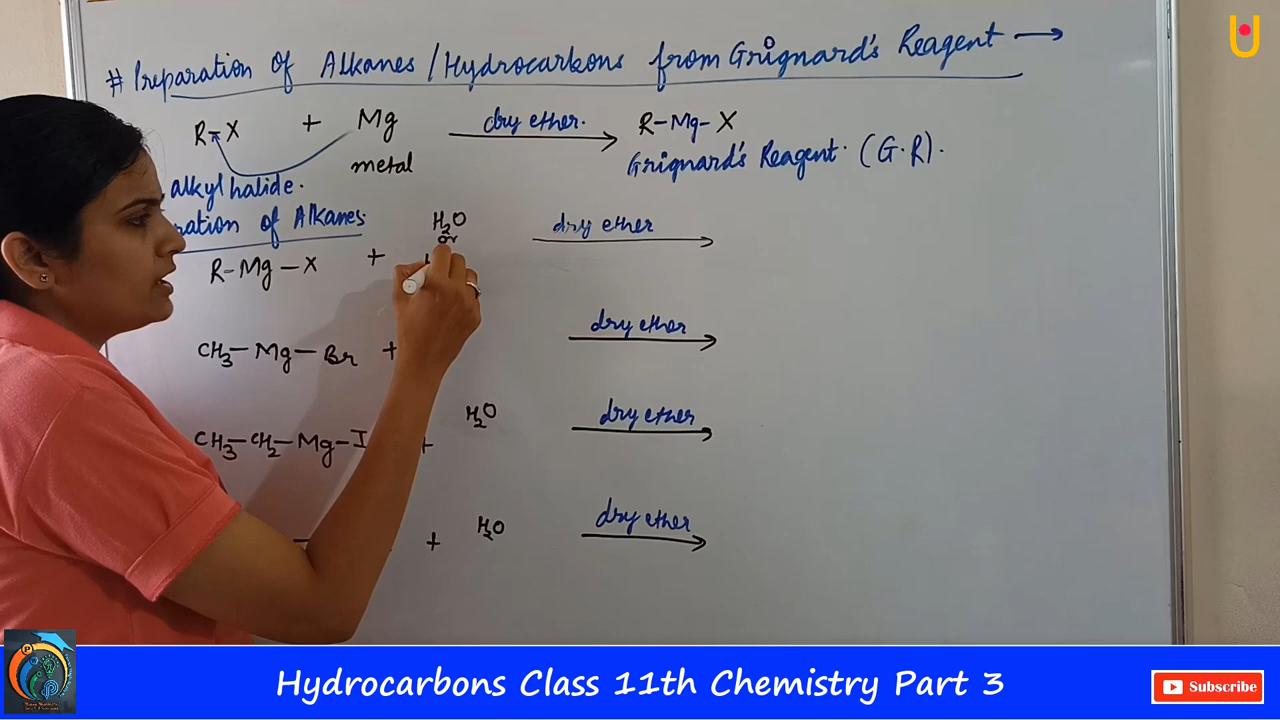 # Preparation of Alkanes/Hydrocarbons from Grignard's Reagent →
R-X + Mg dry ether. → R-Mg-X
metal Grignard's Reagent. (G.R).
alkyl halide.
ration of Alkanes
H2O
or
R-Mg-X + dry ether →
CH3-Mg-Br + dry ether →
CH3-CH2-Mg-I + H2O dry ether →
+ H2O dry ether →
Hydrocarbons Class 11th Chemistry Part 3
Subscribe